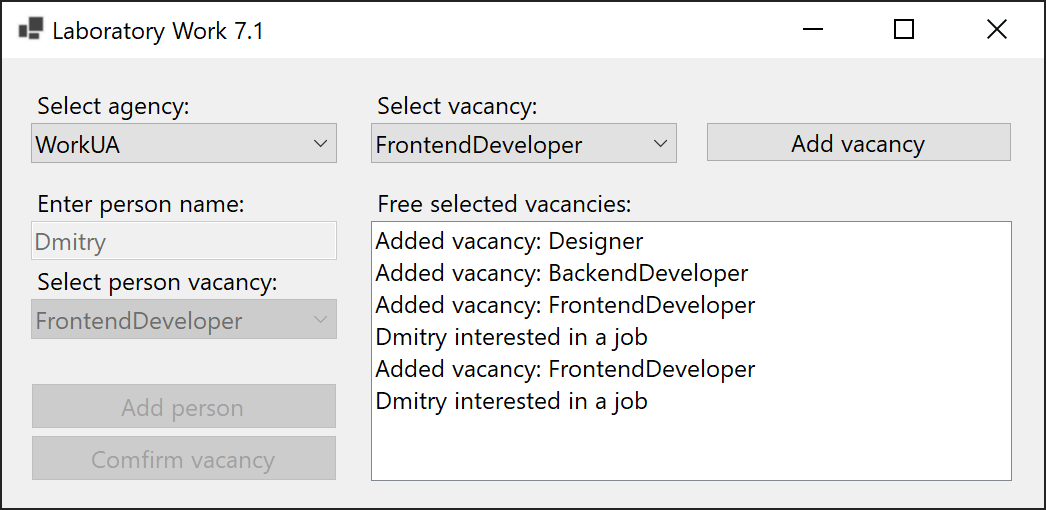 Laboratory Work 7.1
Select agency:
WorkUA
Select vacancy:
FrontendDeveloper
Add vacancy
Enter person name:
Dmitry
Select person vacancy:
FrontendDeveloper
Add person
Comfirm vacancy
Free selected vacancies:
Added vacancy: Designer
Added vacancy: BackendDeveloper
Added vacancy: FrontendDeveloper
Dmitry interested in a job
Added vacancy: FrontendDeveloper
Dmitry interested in a job